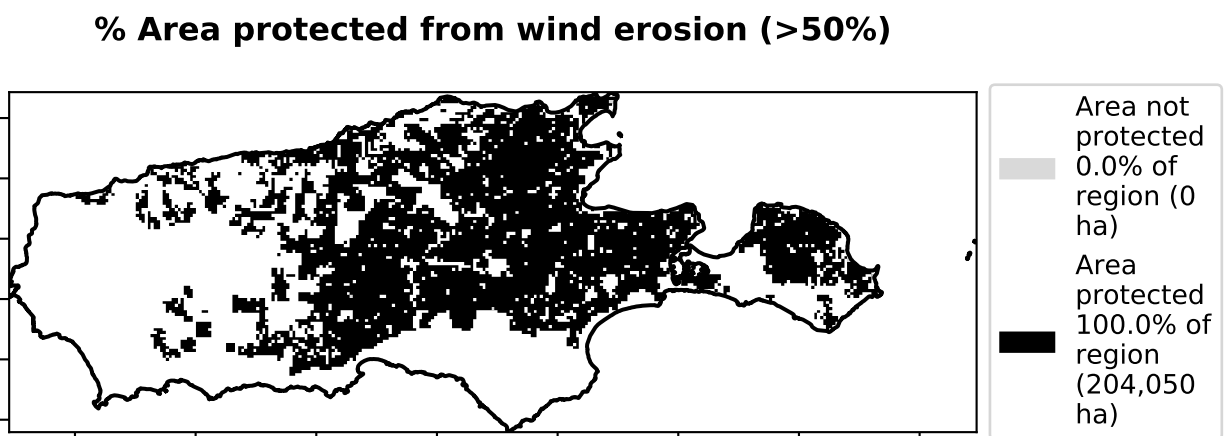 % Area protected from wind erosion (>50%)
Area not
protected
0.0% of
region (0
ha)
Area
protected
100.0% of
region
(204,050
ha)